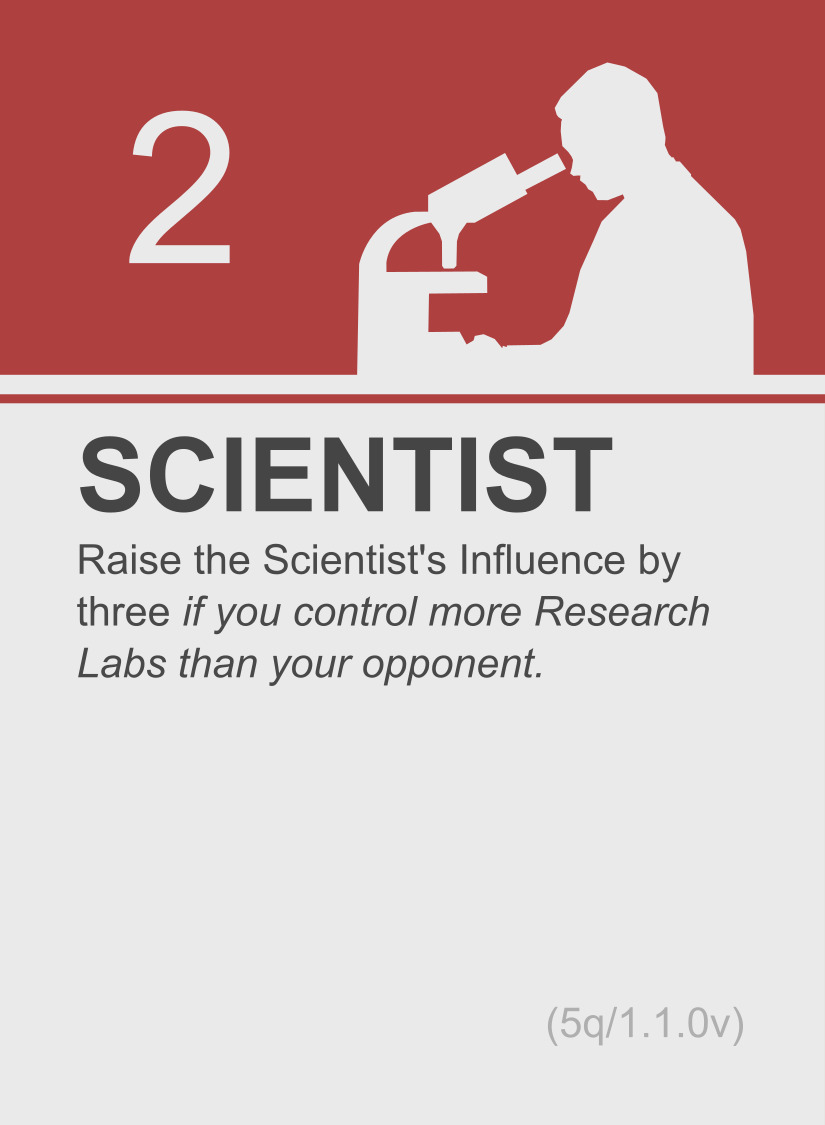 2
SCIENTIST
Raise the Scientist's Influence by
three if you control more Research
Labs than your opponent.
(5q/1.1.0v)